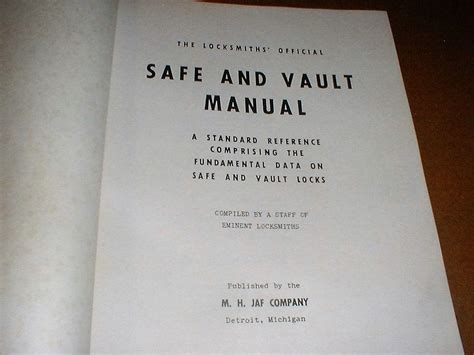 THE LOCKSMITHS' OFFICIAL
SAFE AND VAULT
MANUAL
A STANDARD REFERENCE
COMPRISING THE
FUNDAMENTAL DATA ON
SAFE AND VAULT LOCKS
COMPILED BY A STAFF OF
EMINENT LOCKSMITHS
Published by the
M. H. JAF COMPANY
Detroit, Michigan